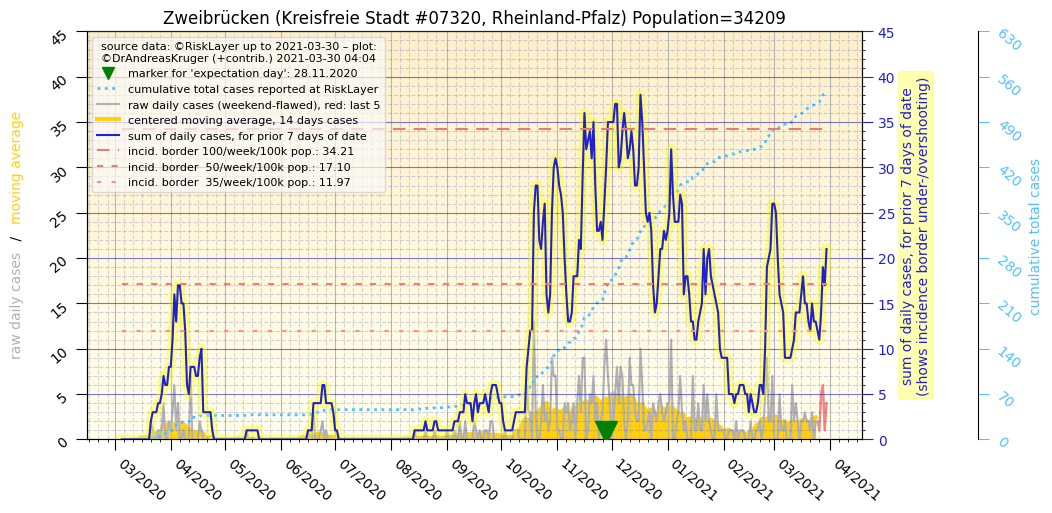 Zweibrücken (Kreisfreie Stadt #07320, Rheinland-Pfalz) Population=34209
source data: ©RiskLayer up to 2021-03-30 – plot:
©DrAndreasKruger (+contrib.) 2021-03-30 04:04
marker for 'expectation day': 28.11.2020
cumulative total cases reported at RiskLayer
raw daily cases (weekend-flawed), red: last 5
centered moving average, 14 days cases
sum of daily cases, for prior 7 days of date
incid. border 100/week/100k pop.: 34.21
incid. border  50/week/100k pop.: 17.10
incid. border  35/week/100k pop.: 11.97
raw daily cases / moving average
45
40
35
30
25
20
15
10
5
0
03/2020
04/2020
05/2020
06/2020
07/2020
08/2020
09/2020
10/2020
11/2020
12/2020
01/2021
02/2021
03/2021
04/2021
45
40
35
30
25
20
15
10
5
0
sum of daily cases, for prior 7 days of date
(shows incidence border under-/overshooting)
630
560
490
420
350
280
210
140
70
0
cumulative total cases